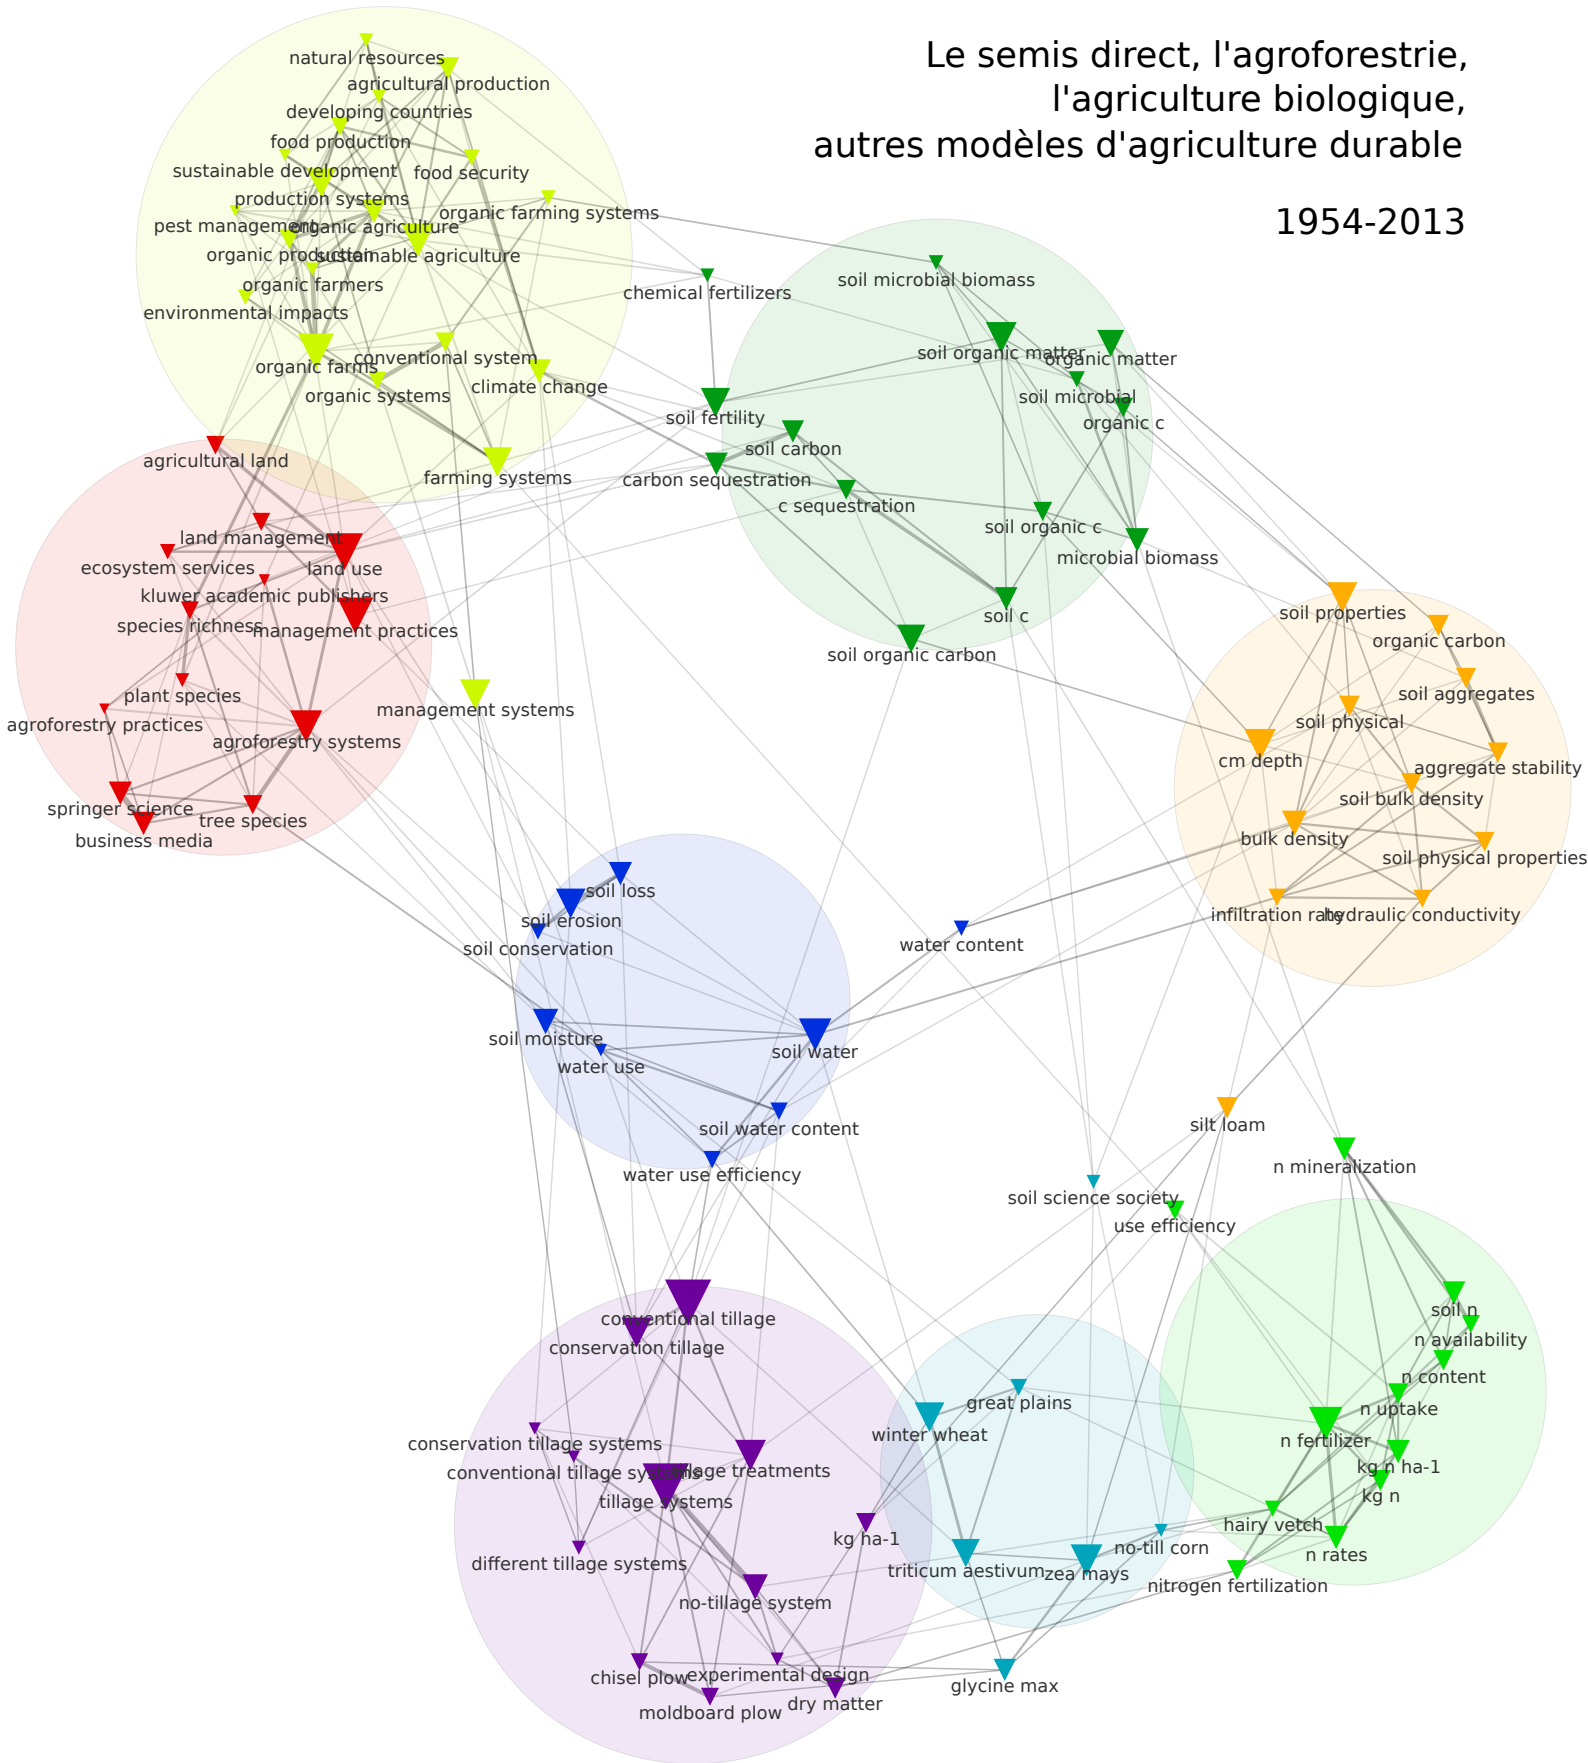 Le semis direct, l'agroforestrie,
l'agriculture biologique,
autres modèles d'agriculture durable
1954-2013
natural resources
agricultural production
developing countries
food production
sustainable development
food security
production systems
organic farming systems
pest management
organic agriculture
organic production
sustainable agriculture
organic farmers
environmental impacts
organic farms
conventional system
organic systems
climate change
farming systems
management systems
chemical fertilizers
soil microbial biomass
soil organic matter
organic matter
soil microbial
organic c
soil fertility
soil carbon
carbon sequestration
c sequestration
soil organic c
microbial biomass
soil c
soil organic carbon
agricultural land
land management
ecosystem services
land use
kluwer academic publishers
species richness
management practices
plant species
agroforestry practices
agroforestry systems
springer science
tree species
business media
soil properties
organic carbon
soil aggregates
soil physical
cm depth
aggregate stability
soil bulk density
bulk density
soil physical properties
infiltration rate
hydraulic conductivity
silt loam
soil loss
soil erosion
soil conservation
water content
soil moisture
soil water
water use
soil water content
water use efficiency
soil science society
use efficiency
n mineralization
soil n
n availability
n content
n uptake
n fertilizer
kg n ha-1
kg n
hairy vetch
n rates
nitrogen fertilization
conventional tillage
conservation tillage
conservation tillage systems
conventional tillage systems
tillage treatments
tillage systems
kg ha-1
different tillage systems
no-tillage system
chisel plow
experimental design
moldboard plow
dry matter
great plains
winter wheat
no-till corn
triticum aestivum
zea mays
glycine max